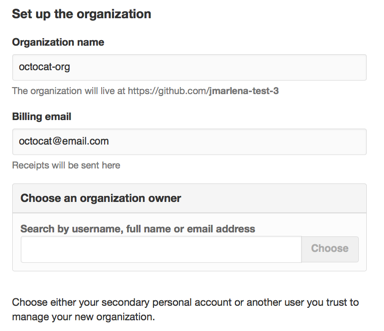 Set up the organization
Organization name
octocat-org
The organization will live at https://github.com/jmarlena-test-3
Billing email
octocat@email.com
Receipts will be sent here
Choose an organization owner
Search by username, full name or email address
Choose
Choose either your secondary personal account or another user you trust to
manage your new organization.